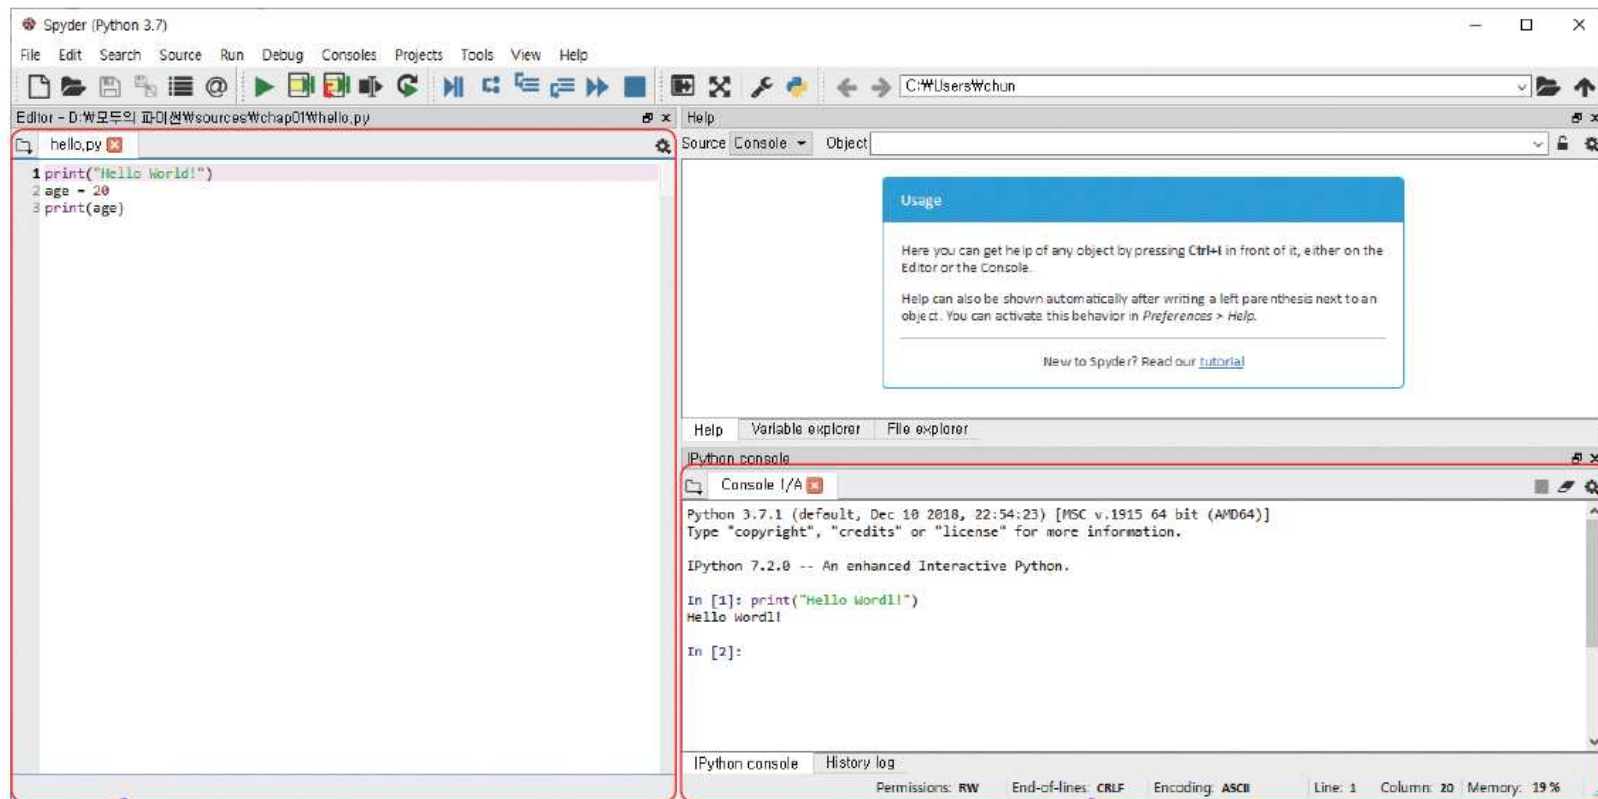 Spyder (Python 3.7)
File Edit Search Source Run Debug Consoles Projects Tools View Help
C:₩Users₩chun
Editor - D:₩모두의 파이썬₩sources₩chap01₩hello.py
hello.py
1 print("Hello World!")
2 age = 20
3 print(age)
Help
Source Console Object
Usage
Here you can get help of any object by pressing Ctrl+I in front of it, either on the
Editor or the Console.
Help can also be shown automatically after writing a left parenthesis next to an
object. You can activate this behavior in Preferences > Help.
New to Spyder? Read our tutorial
Help Variable explorer File explorer
IPython console
Console 1/A
Python 3.7.1 (default, Dec 10 2018, 22:54:23) [MSC v.1915 64 bit (AMD64)]
Type "copyright", "credits" or "license" for more information.
IPython 7.2.0 -- An enhanced Interactive Python.
In [1]: print("Hello Wordl!")
Hello Wordl!
In [2]:
IPython console History log
Permissions: RW End-of-lines: CRLF Encoding: ASCII Line: 1 Column: 20 Memory: 19 %